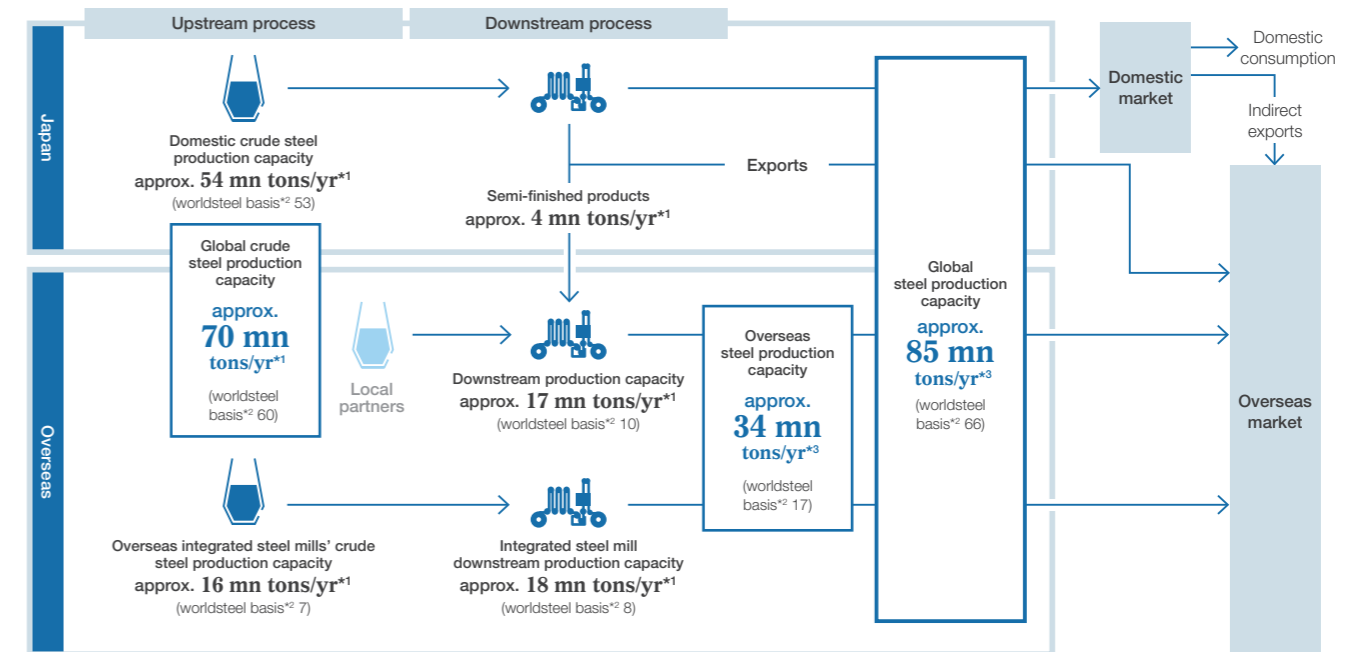 Upstream process
Downstream process
Japan
Domestic crude steel
production capacity
approx. 54 mn tons/yr*1
(worldsteel basis*2 53)
Semi-finished products
approx. 4 mn tons/yr*1
Exports
Domestic
market
Domestic
consumption
Indirect
exports
Global crude
steel production
capacity
approx.
70 mn
tons/yr*1
(worldsteel
basis*2 60)
Overseas
Local
partners
Downstream production capacity
approx. 17 mn tons/yr*1
(worldsteel basis*2 10)
Overseas
steel production
capacity
approx.
34 mn
tons/yr*3
(worldsteel
basis*2 17)
Global
steel production
capacity
approx.
85 mn
tons/yr*3
(worldsteel
basis*2 66)
Overseas
market
Overseas integrated steel mills’ crude
steel production capacity
approx. 16 mn tons/yr*1
(worldsteel basis*2 7)
Integrated steel mill
downstream production capacity
approx. 18 mn tons/yr*1
(worldsteel basis*2 8)